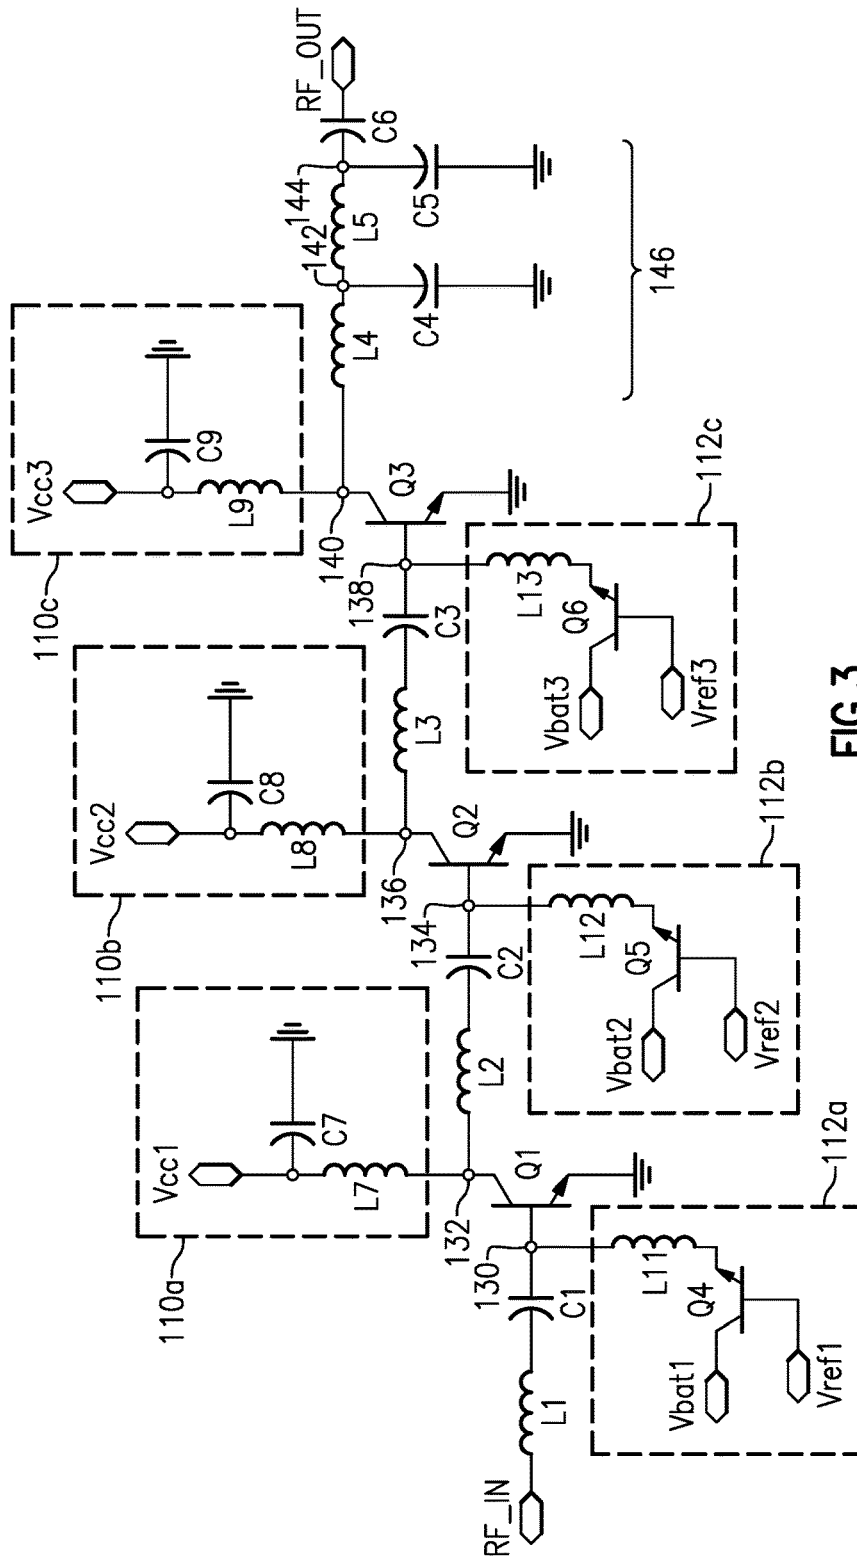 RF_IN
L1
C1
130
Vbat1
Vref1
Q4
L11
112a
110a
Vcc1
C7
L7
132
Q1
L2
C2
134
Vbat2
Vref2
Q5
L12
112b
110b
Vcc2
C8
L8
136
Q2
L3
C3
138
Vbat3
Vref3
Q6
L13
112c
110c
Vcc3
C9
L9
140
Q3
L4
142
C4
L5
144
C5
C6
RF_OUT
146
FIG.3